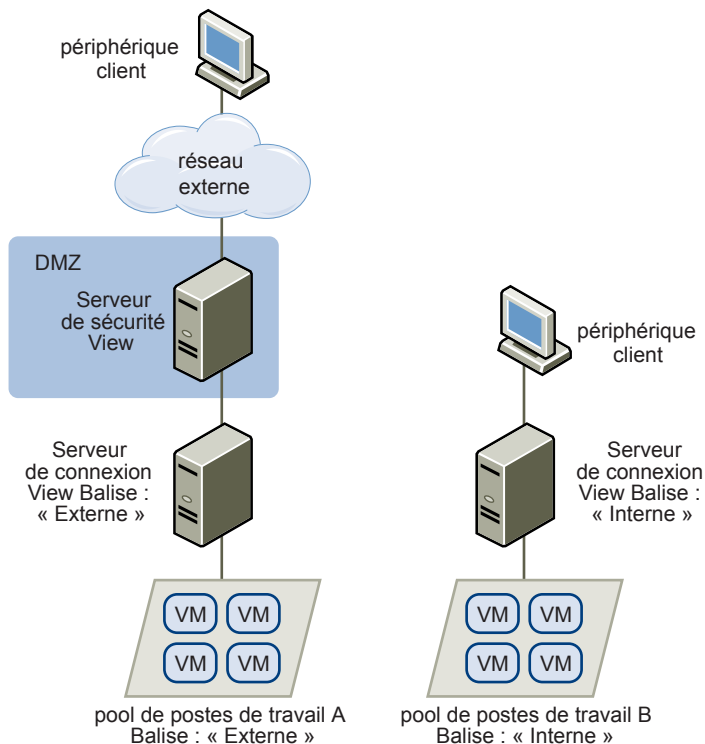 périphérique
client
réseau
externe
DMZ
Serveur
de sécurité
View
périphérique
client
Serveur
de connexion
View Balise :
« Externe »
Serveur
de connexion
View Balise :
« Interne »
VM VM
VM VM
VM VM
VM VM
pool de postes de travail A
Balise : « Externe »
pool de postes de travail B
Balise : « Interne »